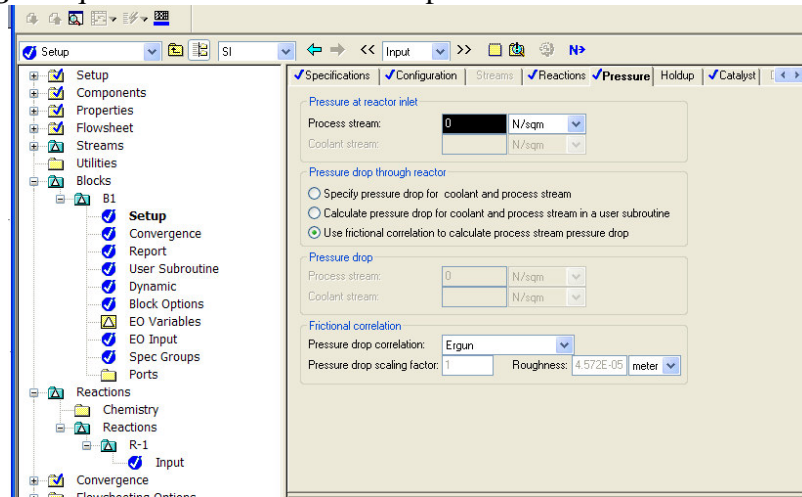 Setup SI << Input >> N>
Setup
Components
Properties
Flowsheet
Streams
Utilities
Blocks
B1
Setup
Convergence
Report
User Subroutine
Dynamic
Block Options
EO Variables
EO Input
Spec Groups
Ports
Reactions
Chemistry
Reactions
R-1
Input
Convergence
Specifications Configuration Streams Reactions Pressure Holdup Catalyst
Pressure at reactor inlet
Process stream: 0 N/sqm
Coolant stream: N/sqm
Pressure drop through reactor
Specify pressure drop for coolant and process stream
Calculate pressure drop for coolant and process stream in a user subroutine
Use frictional correlation to calculate process stream pressure drop
Pressure drop
Process stream: 0 N/sqm
Coolant stream: N/sqm
Frictional correlation
Pressure drop correlation: Ergun
Pressure drop scaling factor: 1 Roughness: 4.572E-05 meter